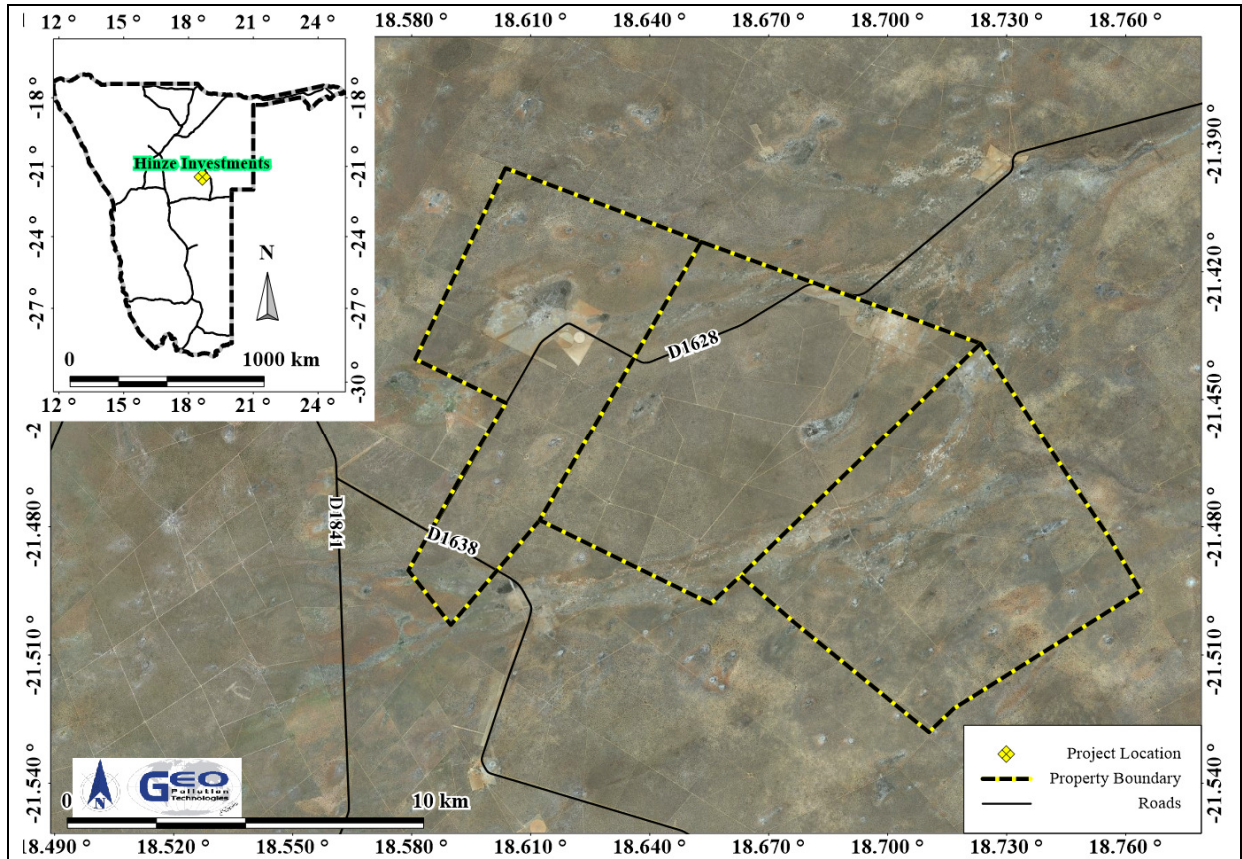 12 ° 15 ° 18 ° 21 ° 24 °
18.580 ° 18.610 ° 18.640 ° 18.670 ° 18.700 ° 18.730 ° 18.760 °
-18 °
-21 °
-24 °
-27 °
-30 °
-18 °
-21 °
-24 °
-27 °
-30 °
Hinze Investments
N
0 1000 km
12 ° 15 ° 18 ° 21 ° 24 °
-2
-21.480 °
-21.510 °
-21.540 °
-21.390 °
-21.420 °
-21.450 °
-21.480 °
-21.510 °
-21.540 °
D1628
D1841
D1638
Project Location
Property Boundary
Roads
N
GEO
Pollution
Technologies
0 10 km
18.490 ° 18.520 ° 18.550 ° 18.580 ° 18.610 ° 18.640 ° 18.670 ° 18.700 ° 18.730 ° 18.760 °